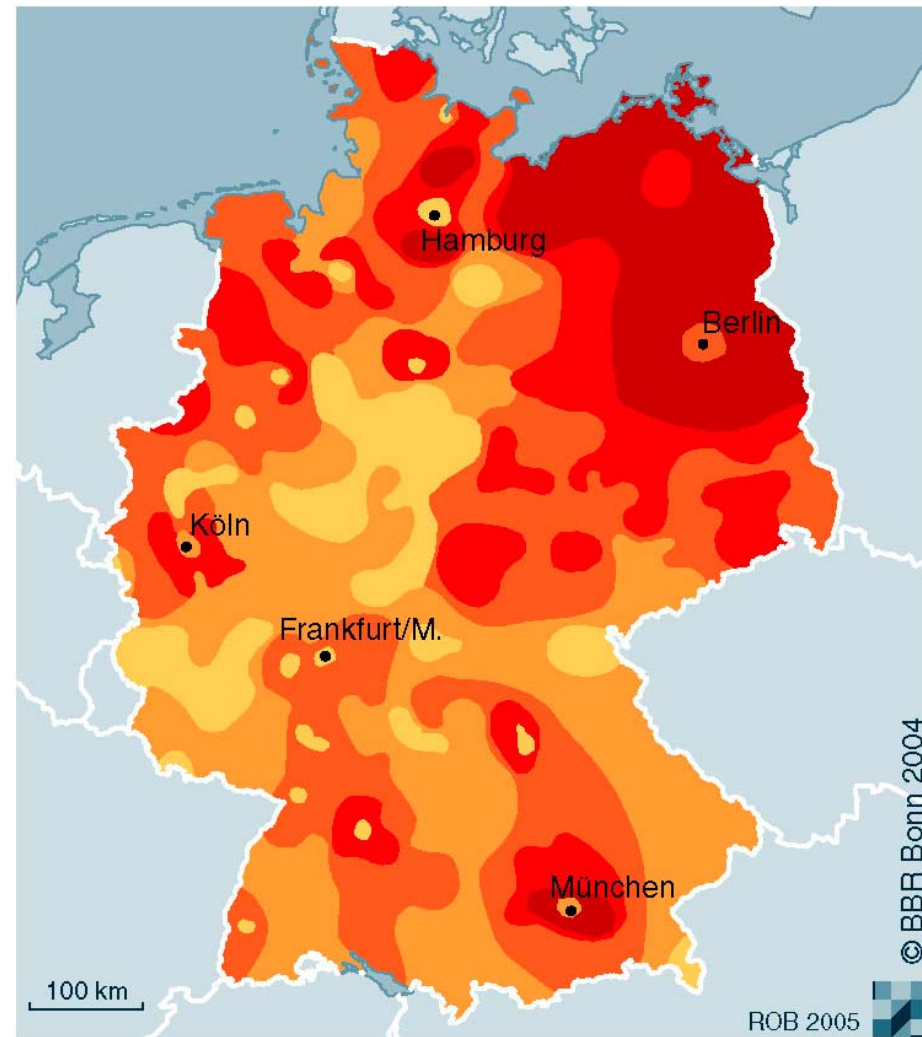 Hamburg
Berlin
Köln
Frankfurt/M.
München
100 km
© BBR Bonn 2004
ROB 2005